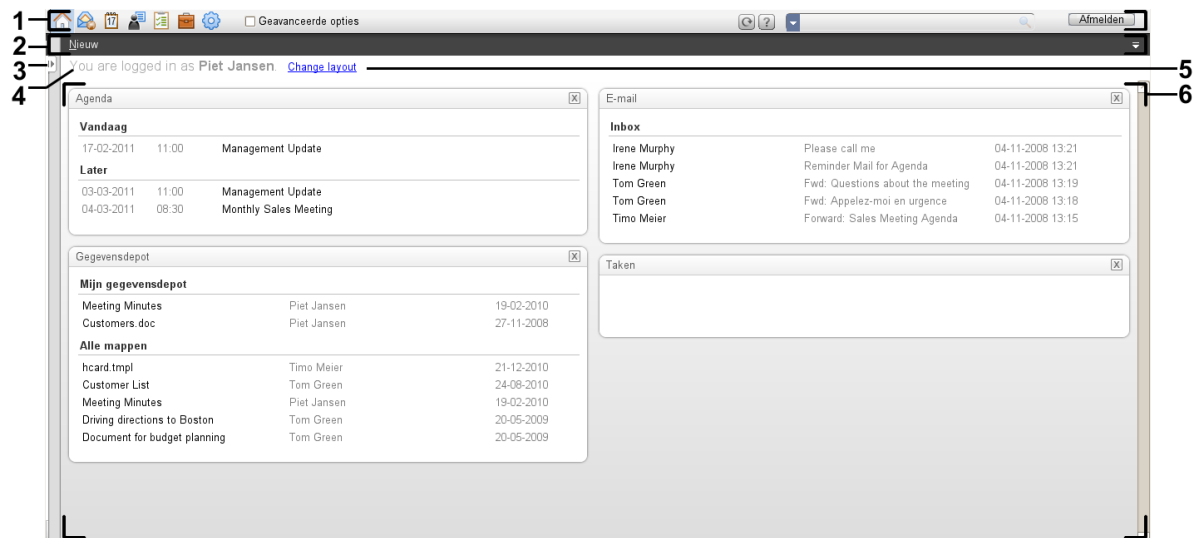 1
17
Geavanceerde opties
?
Afmelden
2
Nieuw
3
4
You are logged in as Piet Jansen. Change layout
5
6
Agenda X
Vandaag
17-02-2011 11:00 Management Update
Later
03-03-2011 11:00 Management Update
04-03-2011 08:30 Monthly Sales Meeting
E-mail X
Inbox
Irene Murphy Please call me 04-11-2008 13:21
Irene Murphy Reminder Mail for Agenda 04-11-2008 13:21
Tom Green Fwd: Questions about the meeting 04-11-2008 13:19
Tom Green Fwd: Appelez-moi en urgence 04-11-2008 13:18
Timo Meier Forward: Sales Meeting Agenda 04-11-2008 13:15
Gegevensdepot X
Mijn gegevensdepot
Meeting Minutes Piet Jansen 19-02-2010
Customers.doc Piet Jansen 27-11-2008
Alle mappen
hcard.tmpl Timo Meier 21-12-2010
Customer List Tom Green 24-08-2010
Meeting Minutes Piet Jansen 19-02-2010
Driving directions to Boston Tom Green 20-05-2009
Document for budget planning Tom Green 20-05-2009
Taken X